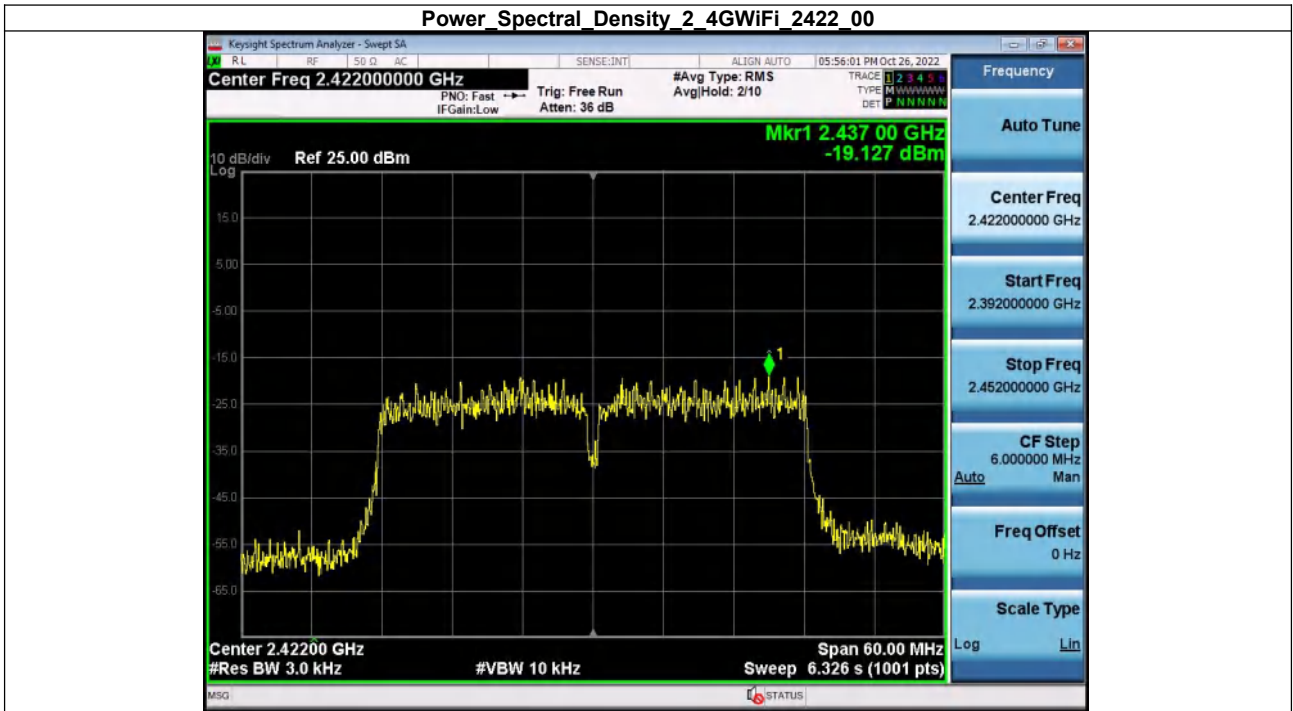 Power_Spectral_Density_2_4GWiFi_2422_00
Keysight Spectrum Analyzer - Swept SA
RL RF 50 Ω AC SENSE:INT ALIGN AUTO 05:56:01 PM Oct 26, 2022
Center Freq 2.422000000 GHz
PNO: Fast
IFGain:Low
Trig: Free Run
Atten: 36 dB
#Avg Type: RMS
Avg|Hold: 2/10
TRACE 1 2 3 4 5 6
TYPE M W W W W W
DET P N N N N N
Mkr1 2.437 00 GHz
-19.127 dBm
10 dB/div Ref 25.00 dBm
Log
15.0
5.00
-5.00
-15.0
-25.0
-35.0
-45.0
-55.0
-65.0
1
Center 2.42200 GHz Span 60.00 MHz
#Res BW 3.0 kHz #VBW 10 kHz Sweep 6.326 s (1001 pts)
MSG STATUS
Frequency
Auto Tune
Center Freq
2.422000000 GHz
Start Freq
2.392000000 GHz
Stop Freq
2.452000000 GHz
CF Step
6.000000 MHz
Auto Man
Freq Offset
0 Hz
Scale Type
Log Lin